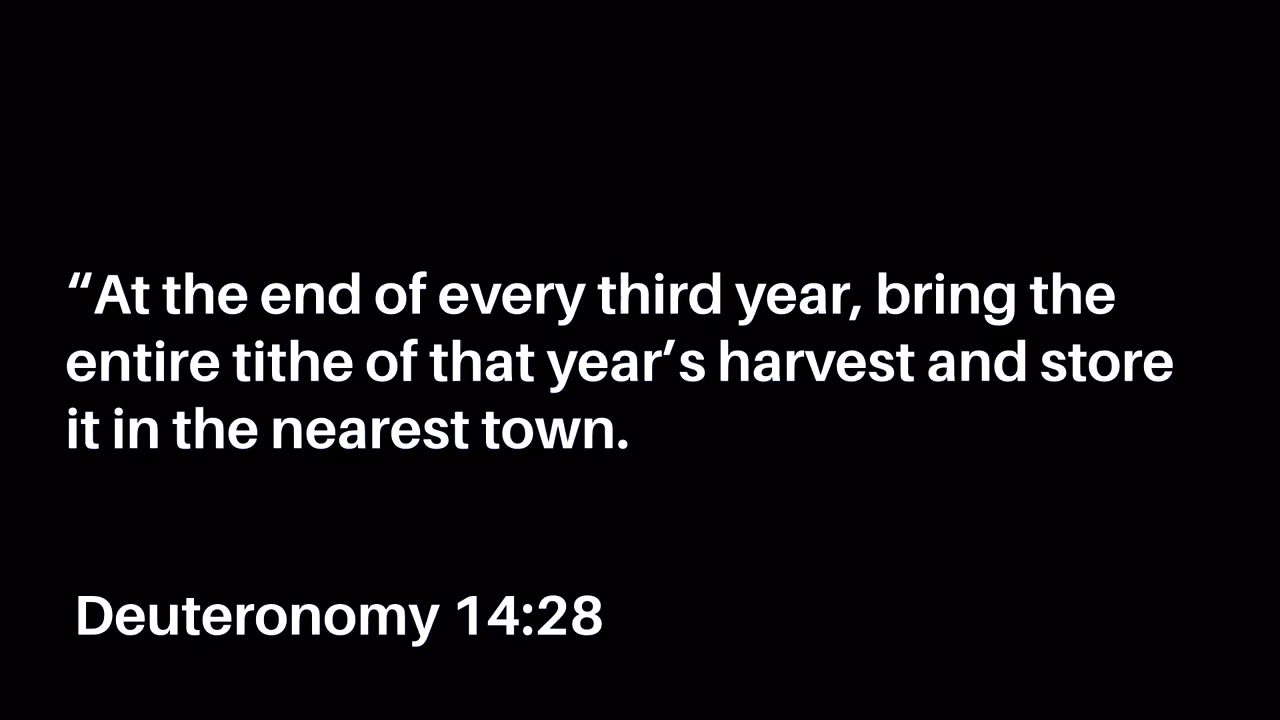 “At the end of every third year, bring the
entire tithe of that year’s harvest and store
it in the nearest town.
Deuteronomy 14:28